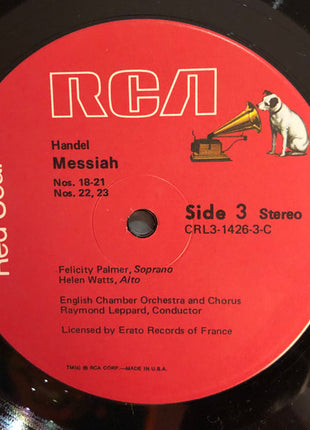 RCA
Red Seal
Handel
Messiah
Nos. 18-21
Nos. 22, 23
Side 3 Stereo
CRL3-1426-3-C
Felicity Palmer, Soprano
Helen Watts, Alto
English Chamber Orchestra and Chorus
Raymond Leppard, Conductor
Licensed by Erato Records of France
TM(s) ® RCA CORP.—MADE IN U.S.A.